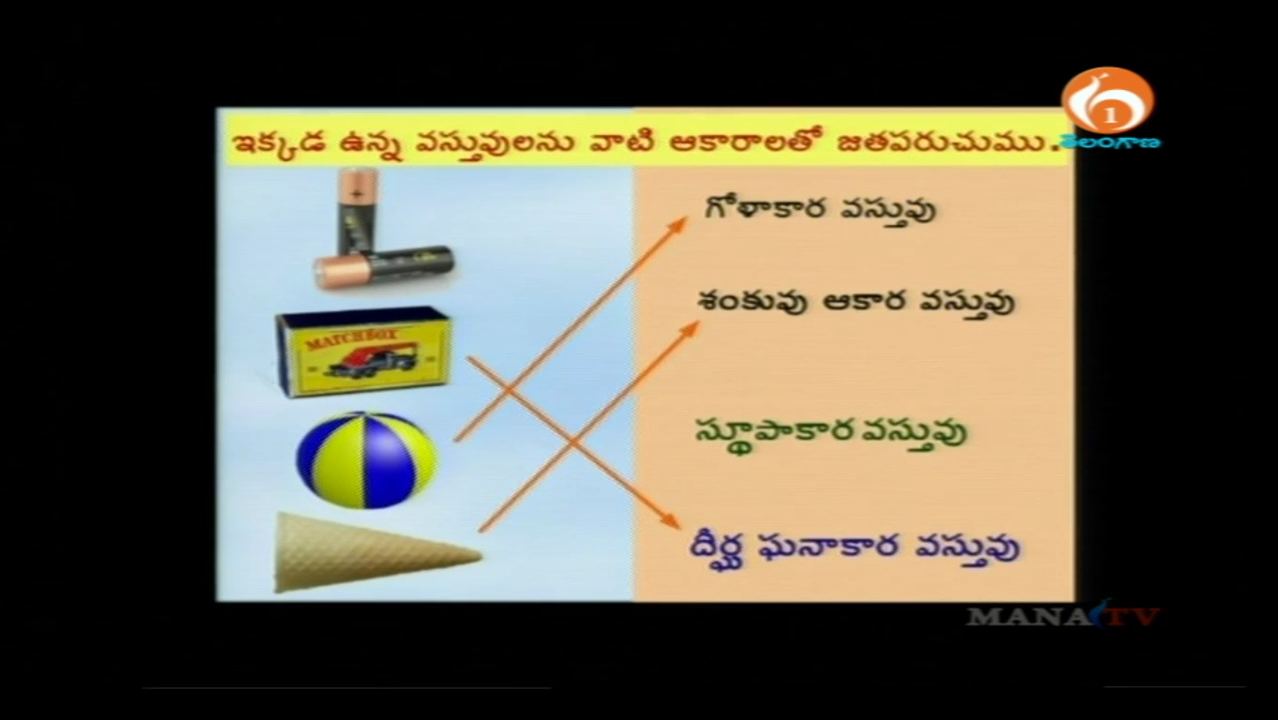 ఇక్కడ ఉన్న వస్తువులను వాటి ఆకారాలతో జతపరుచుము.
1
తెలంగాణ
గోళాకార వస్తువు
శంకువు ఆకార వస్తువు
MATCHBOX
స్థూపాకార వస్తువు
దీర్ఘ ఘనాకార వస్తువు
MANA TV